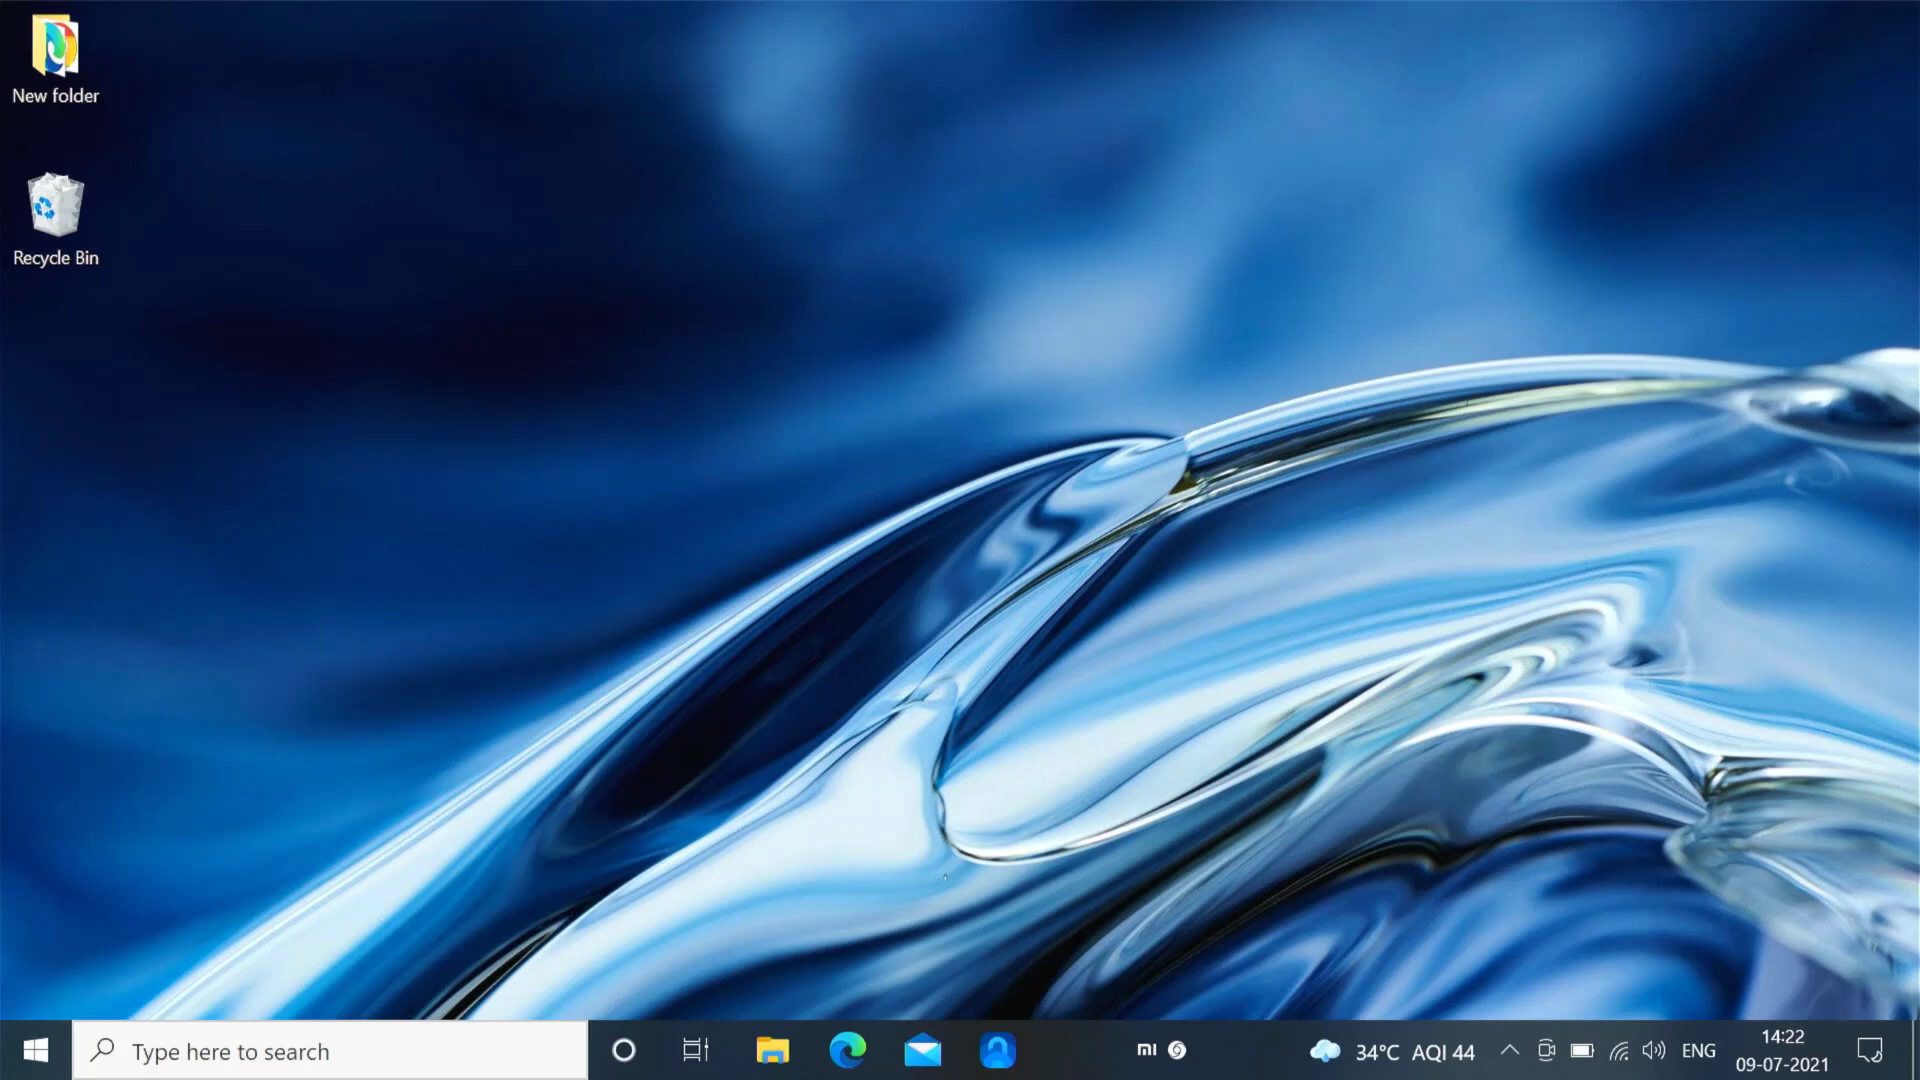 New folder
Recycle Bin
Type here to search
mi
34°C AQI 44
ENG
14:22
09-07-2021